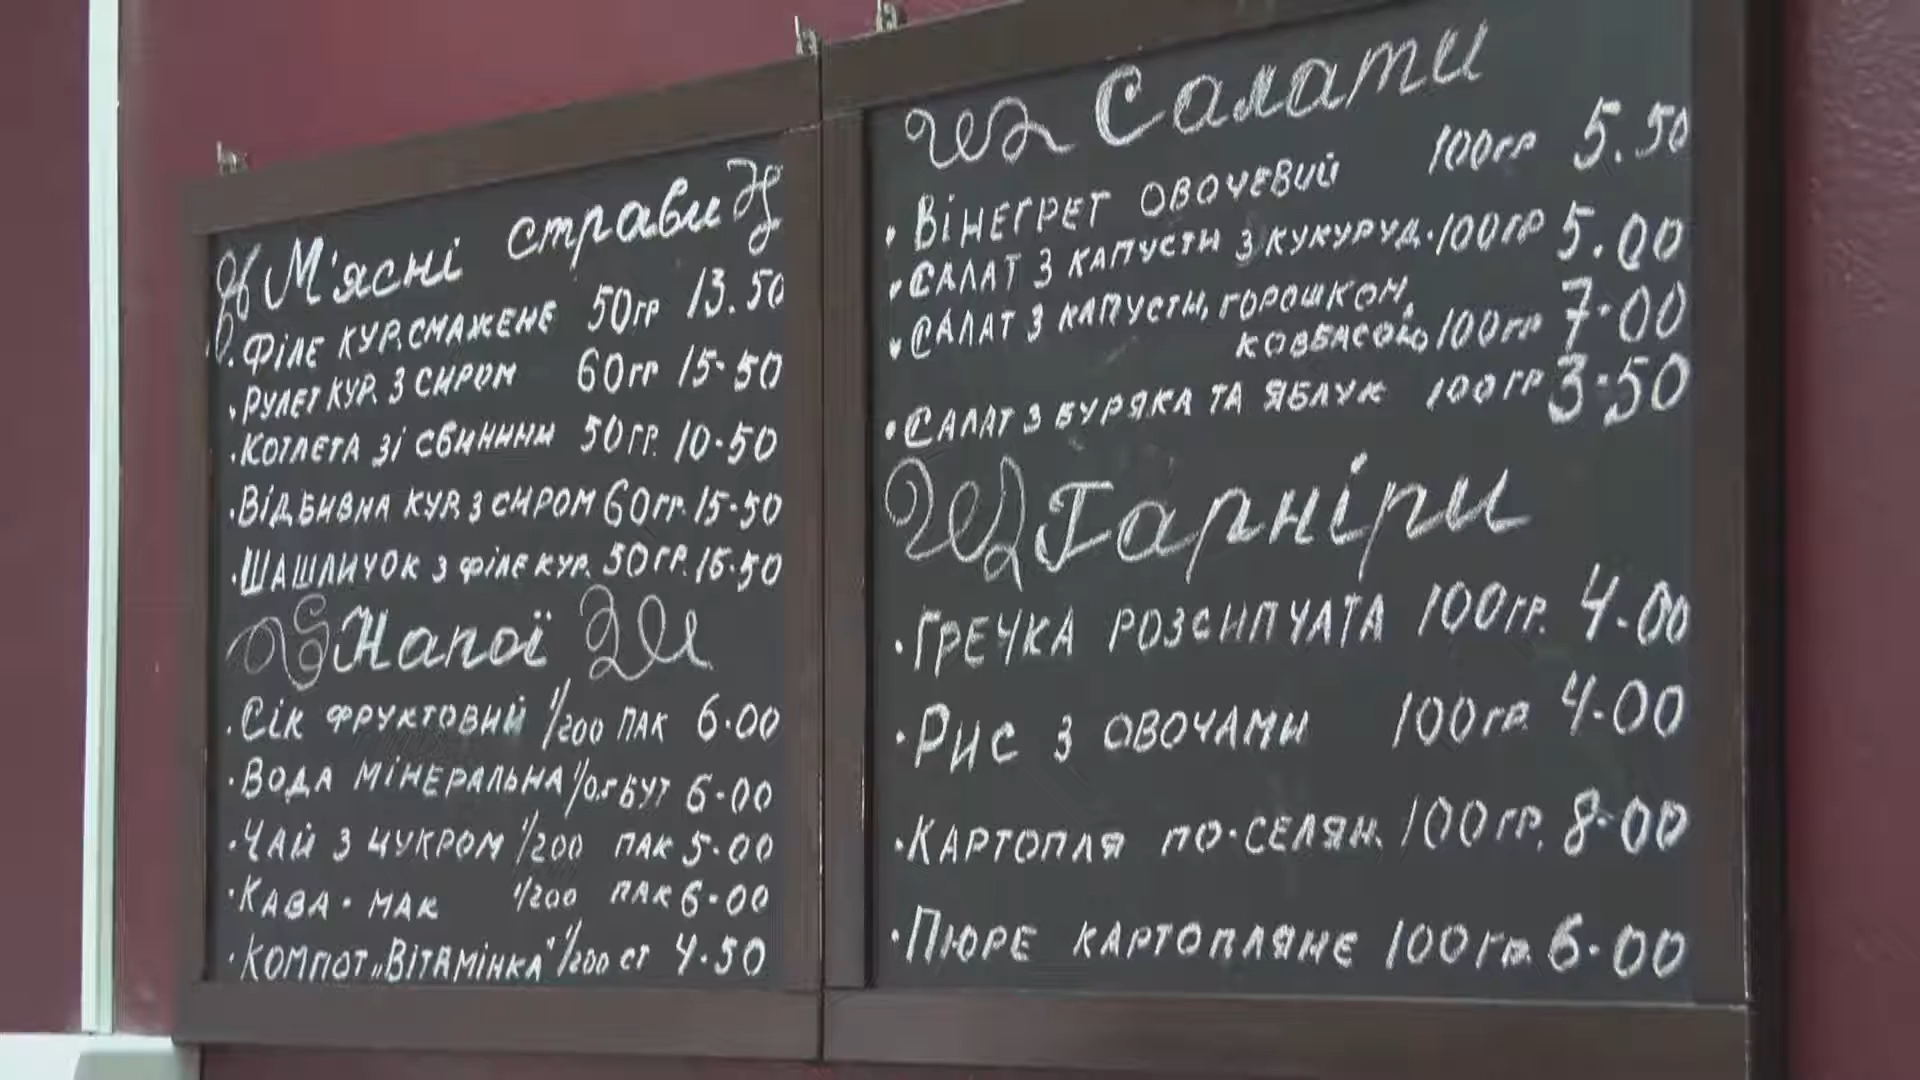 М'ясні страви
· ФІЛЕ КУР. СМАЖЕНЕ 50ГР 13.50
· РУЛЕТ КУР. З СИРОМ 60ГР 15-50
· КОТЛЕТА ЗІ СВИНИНИ 50ГР. 10-50
· ВІДБИВНА КУР. З СИРОМ 60ГР. 15-50
· ШАШЛИЧОК З ФІЛЕ КУР. 50ГР. 16-50
Напої
· СІК ФРУКТОВИЙ 1/200 ПАК 6-00
· ВОДА МІНЕРАЛЬНА 1/0.5 БУТ 6-00
· ЧАЙ З ЦУКРОМ 1/200 ПАК 5-00
· КАВА · МАК 1/200 ПАК 6-00
· КОМПОТ „ВІТАМІНКА" 1/200 СТ 4-50
Салати
· ВІНЕГРЕТ ОВОЧЕВИЙ 100ГР 5.50
· САЛАТ З КАПУСТИ З КУКУРУД. 100ГР 5.00
· САЛАТ З КАПУСТИ, ГОРОШКОМ,
КОВБАСОЮ 100ГР 7-00
· САЛАТ З БУРЯКА ТА ЯБЛУК 100ГР 3-50
Гарніри
· ГРЕЧКА РОЗСИПЧАТА 100ГР. 4-00
· РИС З ОВОЧАМИ 100ГР. 4-00
· КАРТОПЛЯ ПО-СЕЛЯН. 100ГР. 8-00
· ПЮРЕ КАРТОПЛЯНЕ 100ГР. 6-00